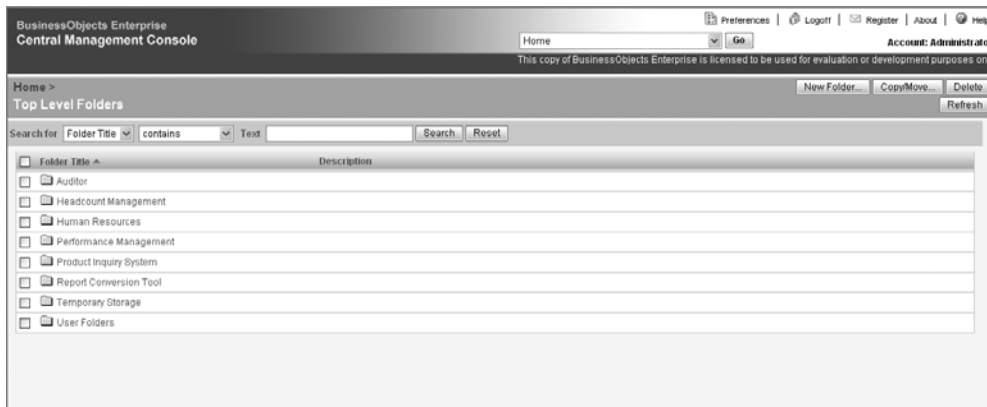 BusinessObjects Enterprise
Central Management Console
Preferences | Logoff | Register | About | Help
Home Go Account: Administrato
This copy of BusinessObjects Enterprise is licensed to be used for evaluation or development purposes on
Home >
Top Level Folders
New Folder... Copy/Move... Delete
Refresh
Search for Folder Title contains Text Search Reset
Folder Title Description
Auditor
Headcount Management
Human Resources
Performance Management
Product Inquiry System
Report Conversion Tool
Temporary Storage
User Folders